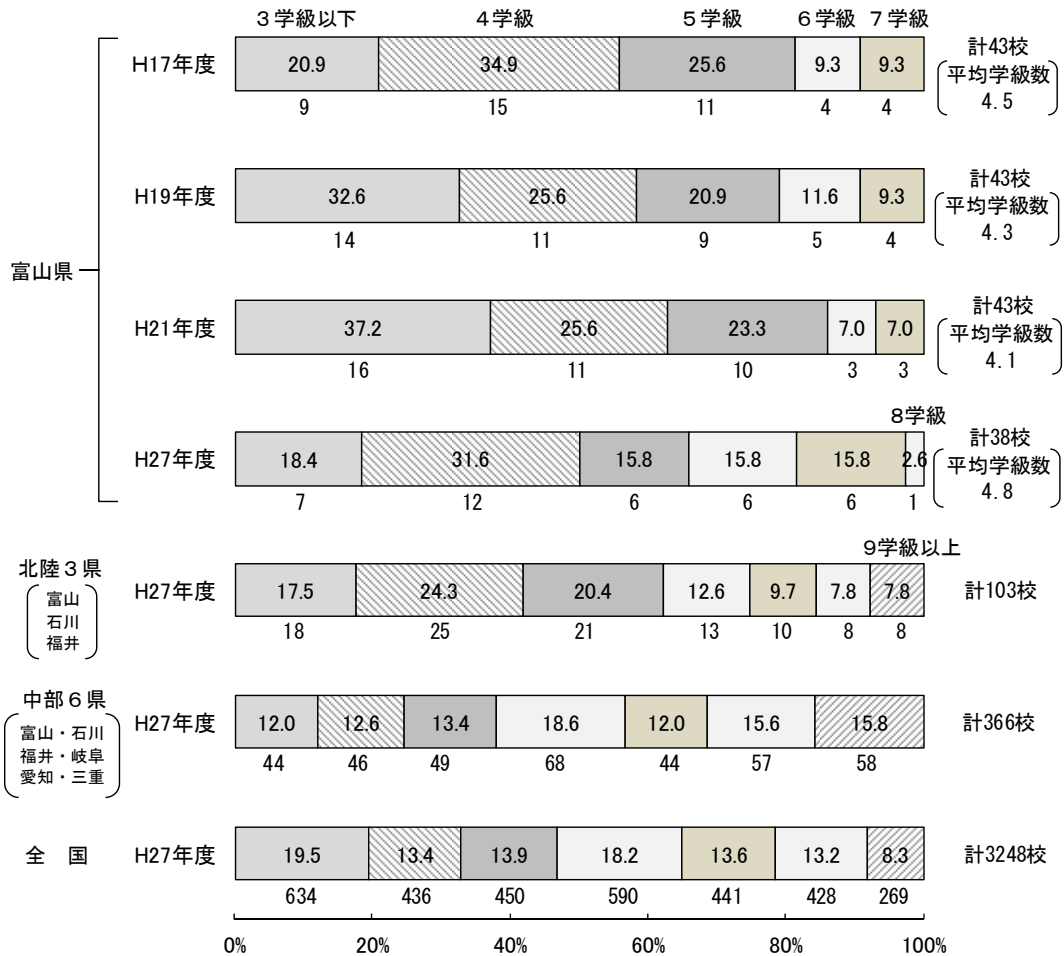 3学級以下 4学級 5学級 6学級 7学級
H17年度 20.9 34.9 25.6 9.3 9.3
9 15 11 4 4
計43校
平均学級数
4.5
H19年度 32.6 25.6 20.9 11.6 9.3
14 11 9 5 4
計43校
平均学級数
4.3
富山県
H21年度 37.2 25.6 23.3 7.0 7.0
16 11 10 3 3
計43校
平均学級数
4.1
8学級
H27年度 18.4 31.6 15.8 15.8 15.8 2.6
7 12 6 6 6 1
計38校
平均学級数
4.8
9学級以上
北陸3県
富山
石川
福井
H27年度 17.5 24.3 20.4 12.6 9.7 7.8 7.8
18 25 21 13 10 8 8
計103校
中部6県
富山・石川
福井・岐阜
愛知・三重
H27年度 12.0 12.6 13.4 18.6 12.0 15.6 15.8
44 46 49 68 44 57 58
計366校
全 国
H27年度 19.5 13.4 13.9 18.2 13.6 13.2 8.3
634 436 450 590 441 428 269
計3248校
0% 20% 40% 60% 80% 100%